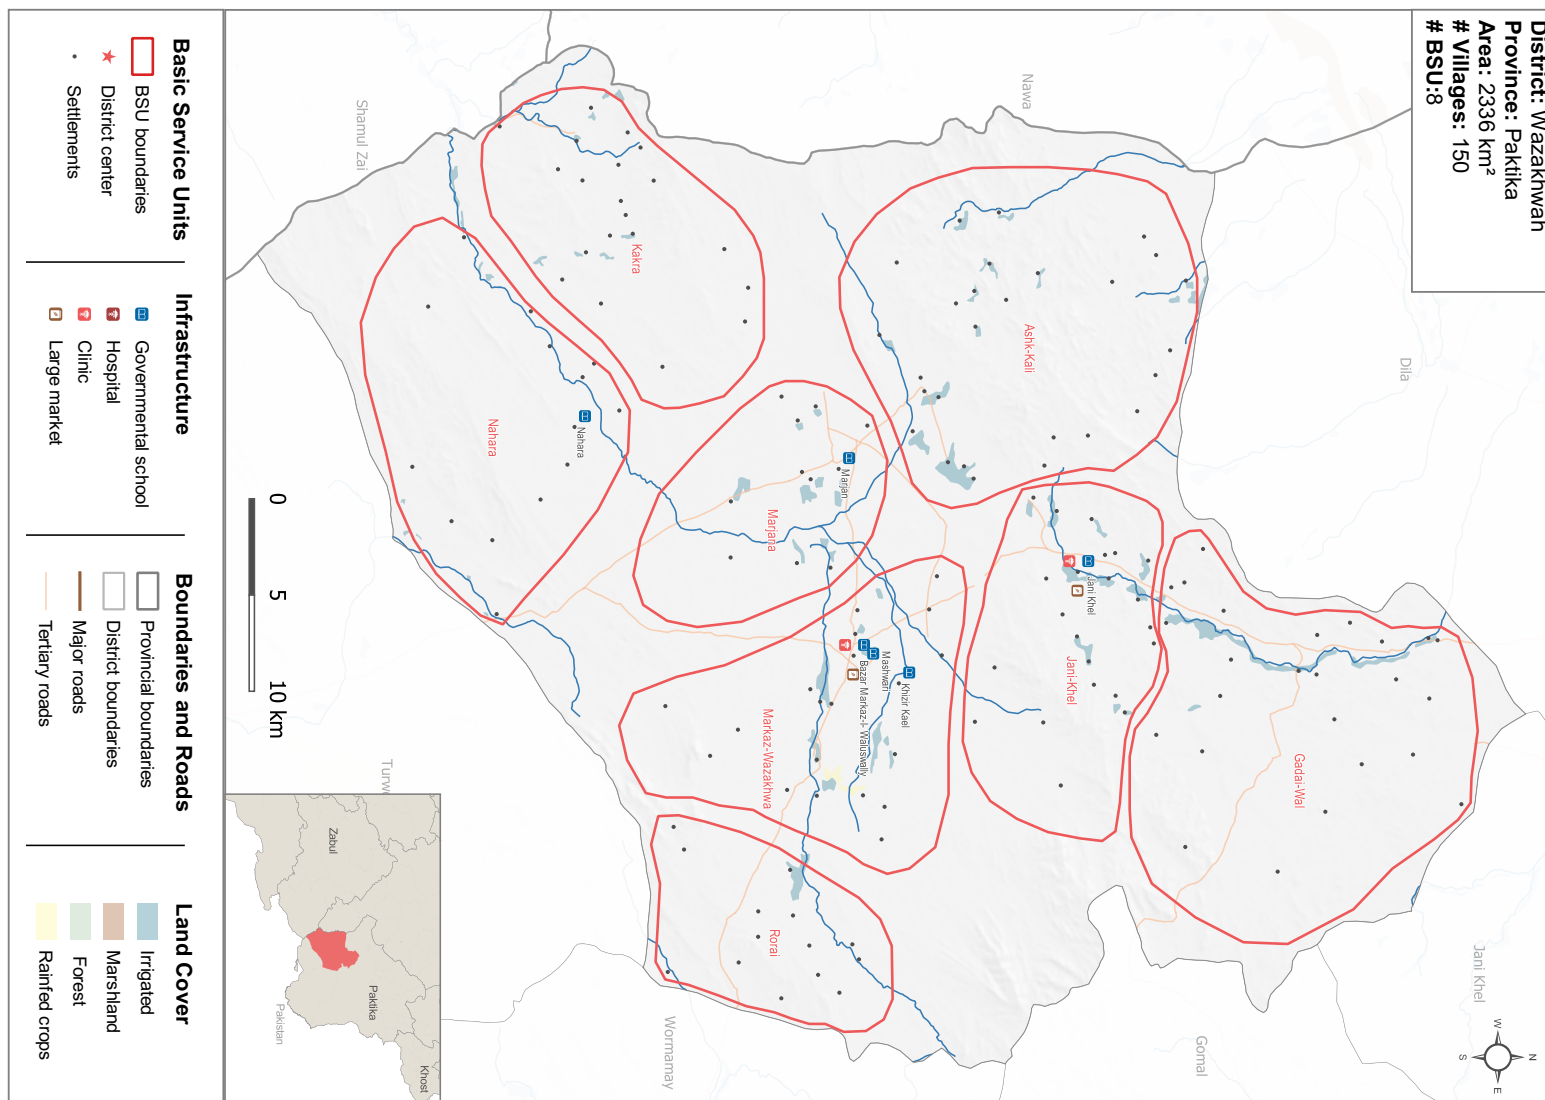 District: Wazakhwah
Province: Paktika
Area: 2336 km²
# Villages: 150
# BSU:8
Nawa
Shamul Zai
Dila
Jani Khel
Gomal
Wormamay
Kakra
Ashk-Kali
Nahara
Nahara
Marjan
Marjana
Jani Khel
Jani-Khel
Mashwari
Khizir Kael
Bazar Markaz-I- Waluswally
Markaz-Wazakhwa
Gadai-Wal
Rorai
N
W
E
S
0 5 10 km
Zabul
Paktika
Pakistan
Khost
Basic Service Units
BSU boundaries
District center
Settlements
Infrastructure
Governmental school
Hospital
Clinic
Large market
Boundaries and Roads
Provincial boundaries
District boundaries
Major roads
Tertiary roads
Land Cover
Irrigated
Marshland
Forest
Rainfed crops